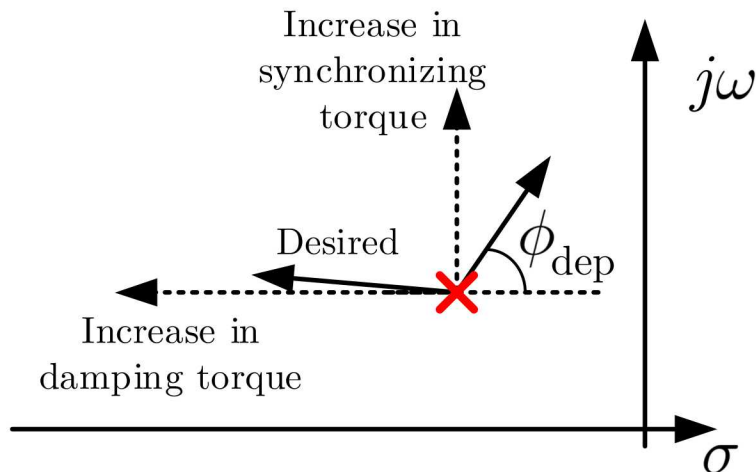 Increase in
synchronizing
torque
jω
Desired
ϕdep
Increase in
damping torque
σ